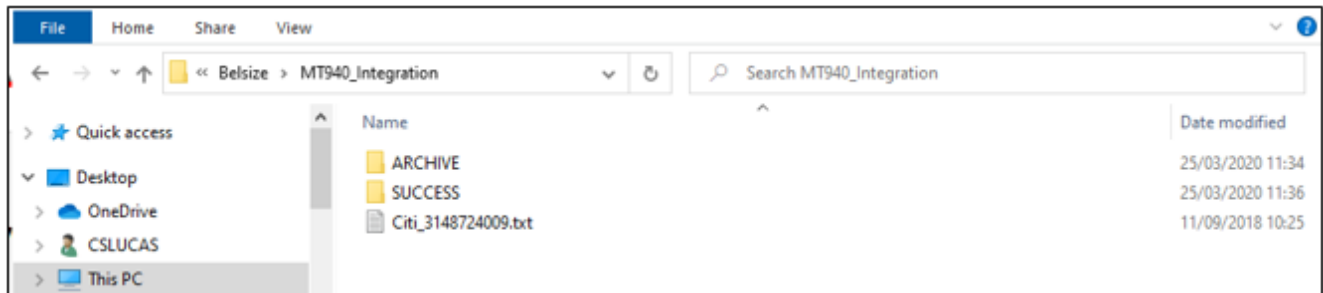 File Home Share View
« Belsize > MT940_Integration Search MT940_Integration
Quick access
Desktop
OneDrive
CSLUCAS
This PC
Name Date modified
ARCHIVE 25/03/2020 11:34
SUCCESS 25/03/2020 11:36
Citi_3148724009.txt 11/09/2018 10:25